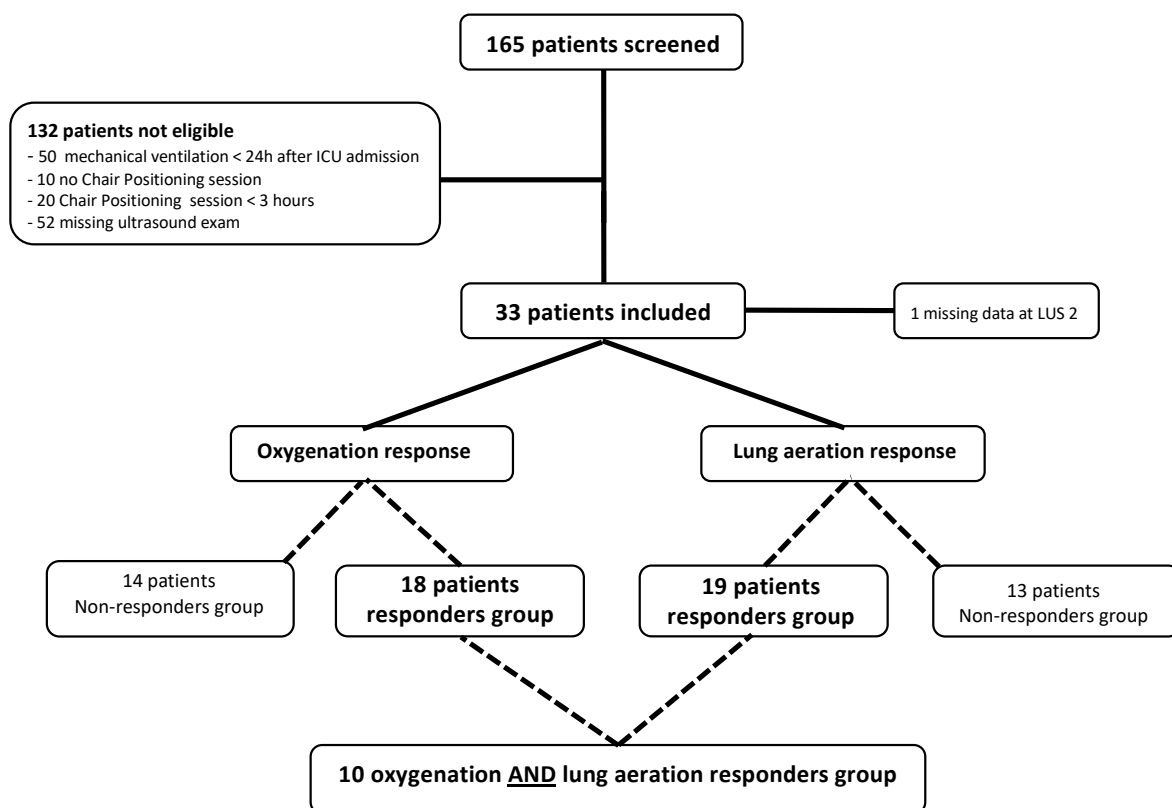 165 patients screened
132 patients not eligible
- 50 mechanical ventilation < 24h after ICU admission
- 10 no Chair Positioning session
- 20 Chair Positioning session < 3 hours
- 52 missing ultrasound exam
33 patients included
1 missing data at LUS 2
Oxygenation response
Lung aeration response
14 patients
Non-responders group
18 patients
responders group
19 patients
responders group
13 patients
Non-responders group
10 oxygenation AND lung aeration responders group